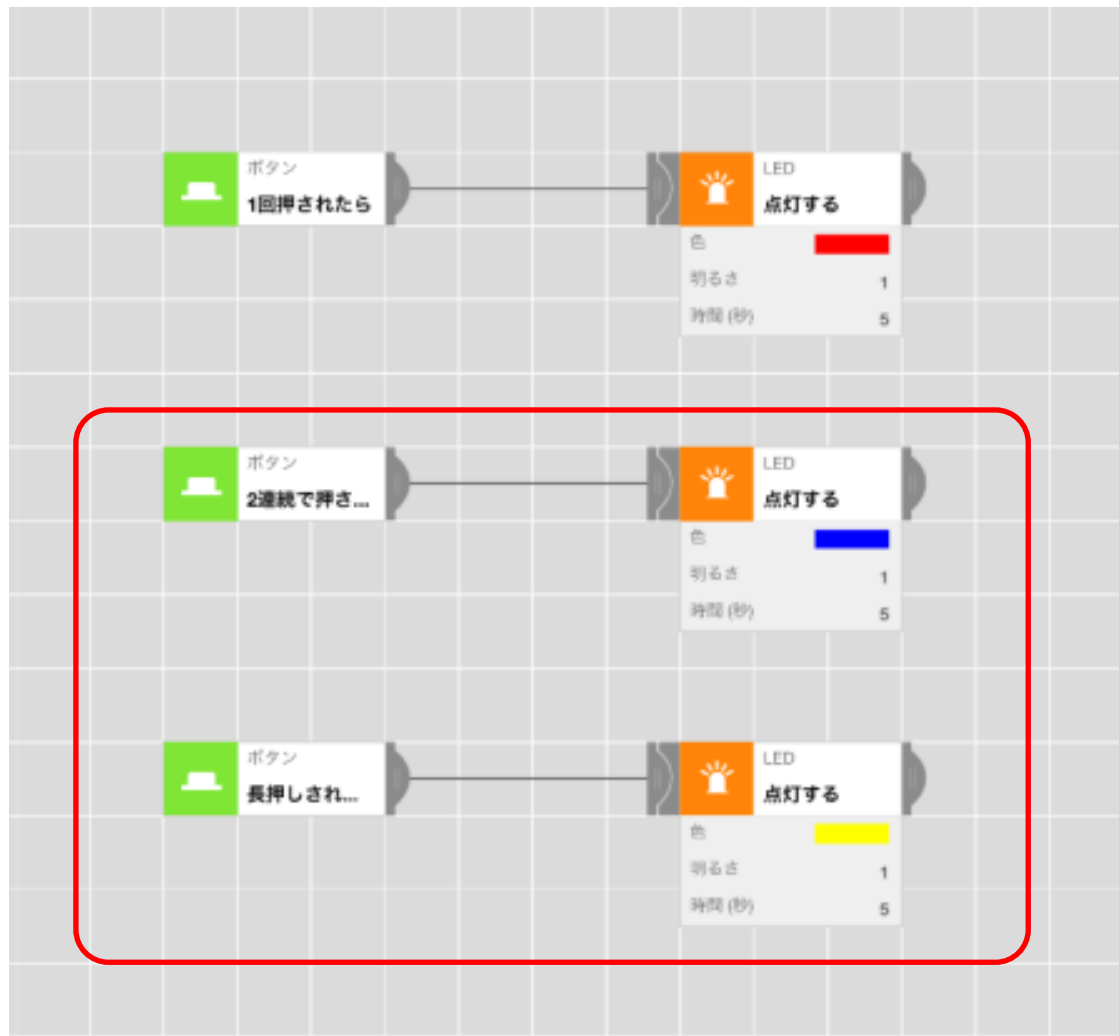 ボタン
1回押されたら
LED
点灯する
色
明るさ 1
時間 (秒) 5
ボタン
2連続で押さ...
LED
点灯する
色
明るさ 1
時間 (秒) 5
ボタン
長押しされ...
LED
点灯する
色
明るさ 1
時間 (秒) 5